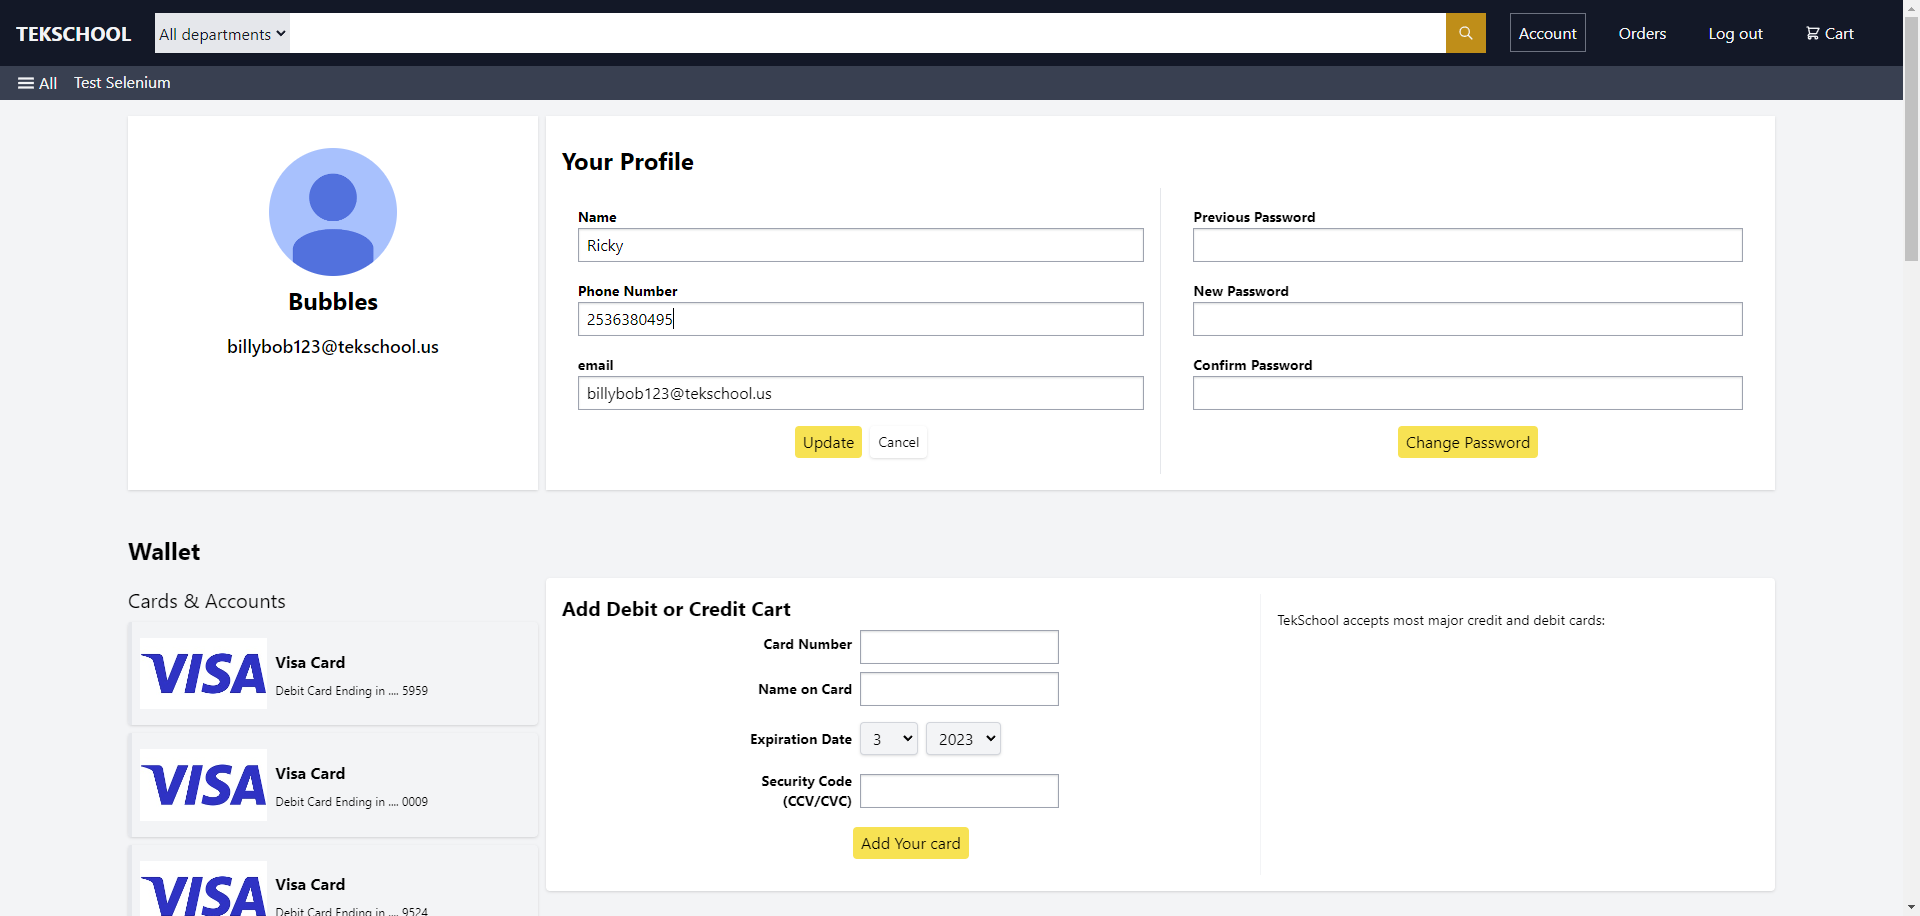 TEKSCHOOL
All departments
Account
Orders
Log out
Cart
All
Test Selenium
Bubbles
billybob123@tekschool.us
Your Profile
Name
Ricky
Phone Number
2536380495
email
billybob123@tekschool.us
Update
Cancel
Previous Password
New Password
Confirm Password
Change Password
Wallet
Cards & Accounts
VISA
Visa Card
Debit Card Ending in .... 5959
VISA
Visa Card
Debit Card Ending in .... 0009
VISA
Visa Card
Debit Card Ending in .... 9524
Add Debit or Credit Cart
Card Number
Name on Card
Expiration Date
3
2023
Security Code
(CCV/CVC)
Add Your card
TekSchool accepts most major credit and debit cards: